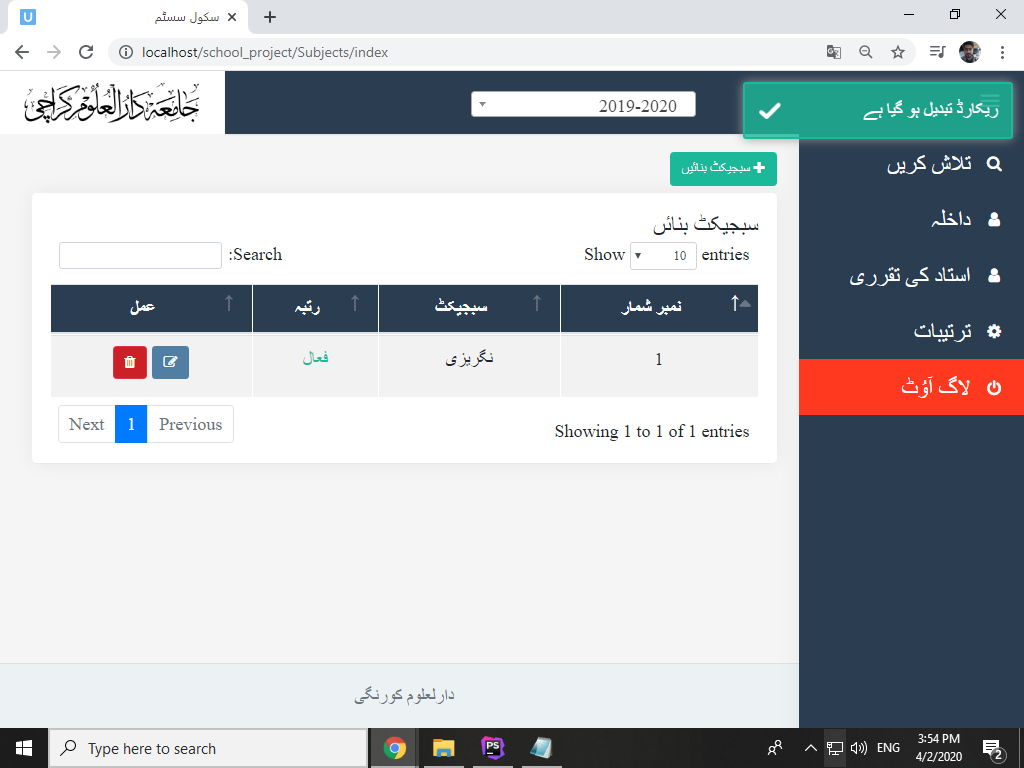 سکول سسٹم
localhost/school_project/Subjects/index
جامعہ دارالعلوم کراچی
2019-2020
ریکارڈ تبدیل ہو گیا ہے
تلاش کریں
داخلہ
استاد کی تقرری
ترتیبات
لاگ آؤٹ
سبجیکٹ بنائیں
سبجیکٹ بنائں
Show 10 entries
Search:
نمبر شمار سبجیکٹ رتبہ عمل
1 نگریزی فعال
Showing 1 to 1 of 1 entries
Previous 1 Next
دارلعلوم کورنگی
Type here to search
PS
ENG
3:54 PM
4/2/2020
2